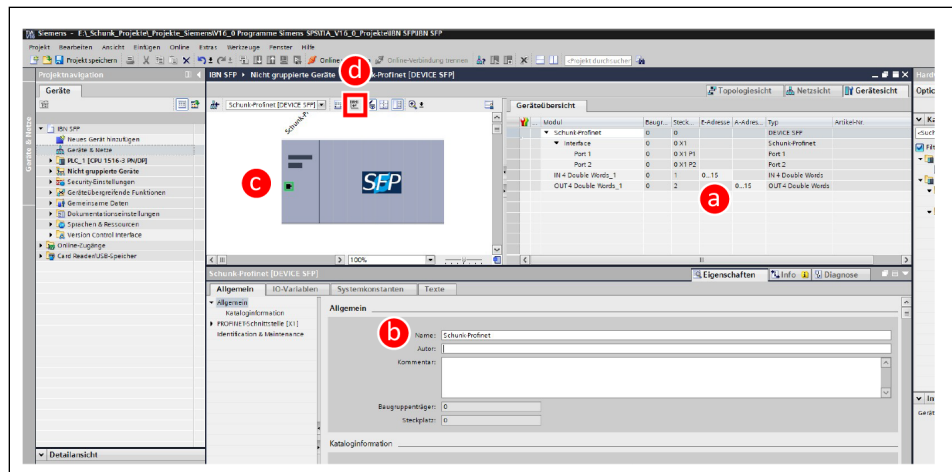 Siemens - E:\_Schunk_Projekte\_Projekte_Siemens\V16_0 Programme Simens SPS\TIA_V16_0_Projekte\IBN SFP\IBN SFP
Projekt Bearbeiten Ansicht Einfügen Online Extras Werkzeuge Fenster Hilfe
Projekt speichern Online-Verbindung trennen <Projekt durchsuchen>
Projektnavigation
IBN SFP ▸ Nicht gruppierte Geräte
k-Profinet [DEVICE SFP]
d
Geräte
Topologiesicht Netzsicht Gerätesicht
Schunk-Profinet [DEVICE SFP]
Geräteübersicht
Modul Baugr... Steck... E-Adresse A-Adres... Typ Artikel-Nr.
Schunk-Profinet 0 0 DEVICE SFP
Interface 0 0 X1 Schunk-Profinet
Port 1 0 0 X1 P1 Port 1
Port 2 0 0 X1 P2 Port 2
IN 4 Double Words_1 0 1 0...15 IN 4 Double Words
OUT 4 Double Words_1 0 2 0...15 OUT 4 Double Words
a
c
SFP
100%
Geräte & Netze
IBN SFP
Neues Gerät hinzufügen
Geräte & Netze
PLC_1 [CPU 1516-3 PN/DP]
Nicht gruppierte Geräte
Security-Einstellungen
Geräteübergreifende Funktionen
Gemeinsame Daten
Dokumentationseinstellungen
Sprachen & Ressourcen
Version Control Interface
Online-Zugänge
Card Reader/USB-Speicher
Schunk-Profinet [DEVICE SFP]
Eigenschaften Info Diagnose
Allgemein IO-Variablen Systemkonstanten Texte
Allgemein
Kataloginformation
PROFINET-Schnittstelle [X1]
Identification & Maintenance
Allgemein
b
Name: Schunk-Profinet
Autor:
Kommentar:
Baugruppenträger: 0
Steckplatz: 0
Kataloginformation
Detailansicht